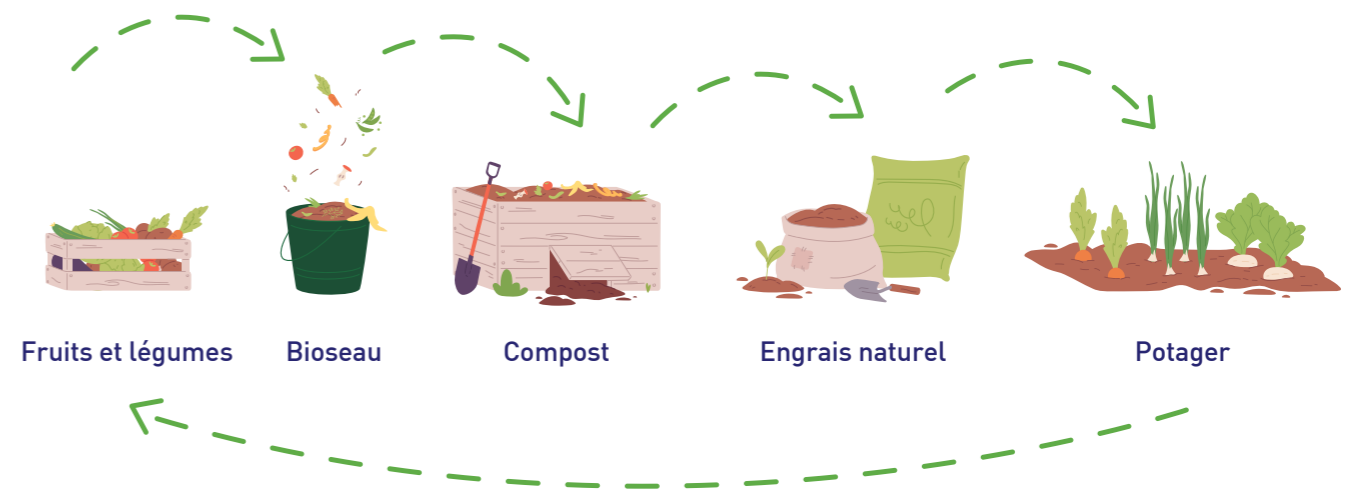 Fruits et légumes
Bioseau
Compost
Engrais naturel
Potager